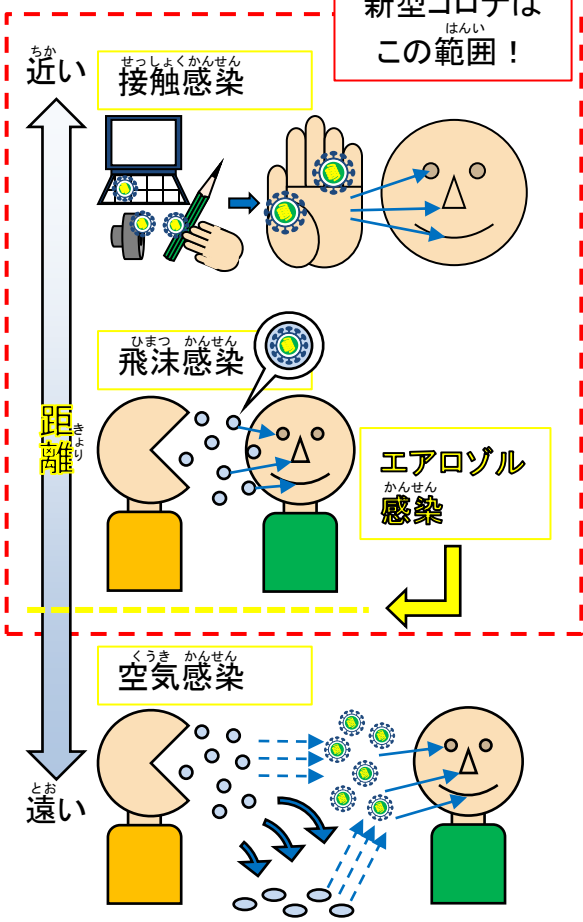 新型コロナは
はんい
この範囲！
ちか
近い
せっしょくかんせん
接触感染
ひまつ かんせん
飛沫感染
きょり
距離
エアロゾル
かんせん
感染
くうき かんせん
空気感染
とお
遠い